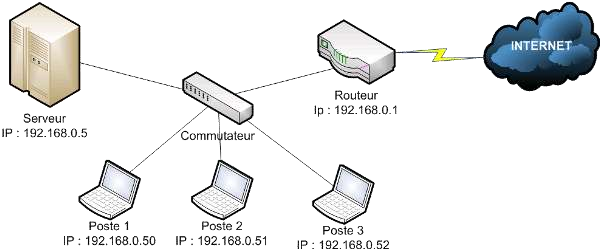 INTERNET
Serveur
IP : 192.168.0.5
Routeur
Ip : 192.168.0.1
Commutateur
Poste 1
IP : 192.168.0.50
Poste 2
IP : 192.168.0.51
Poste 3
IP : 192.168.0.52